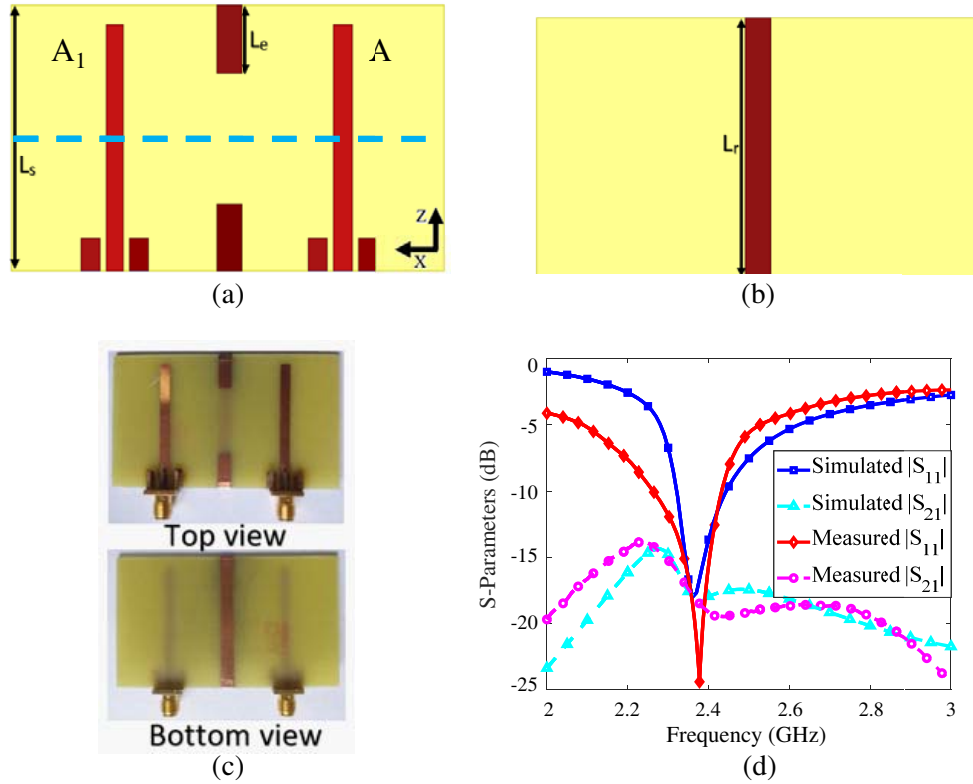 A₁
Lₑ
A
Lₛ
Z
X
(a)
Lᵣ
(b)
Top view
Bottom view
(c)
0
-5
-10
-15
-20
-25
S-Parameters (dB)
Simulated |S₁₁|
Simulated |S₂₁|
Measured |S₁₁|
Measured |S₂₁|
2
2.2
2.4
2.6
2.8
3
Frequency (GHz)
(d)